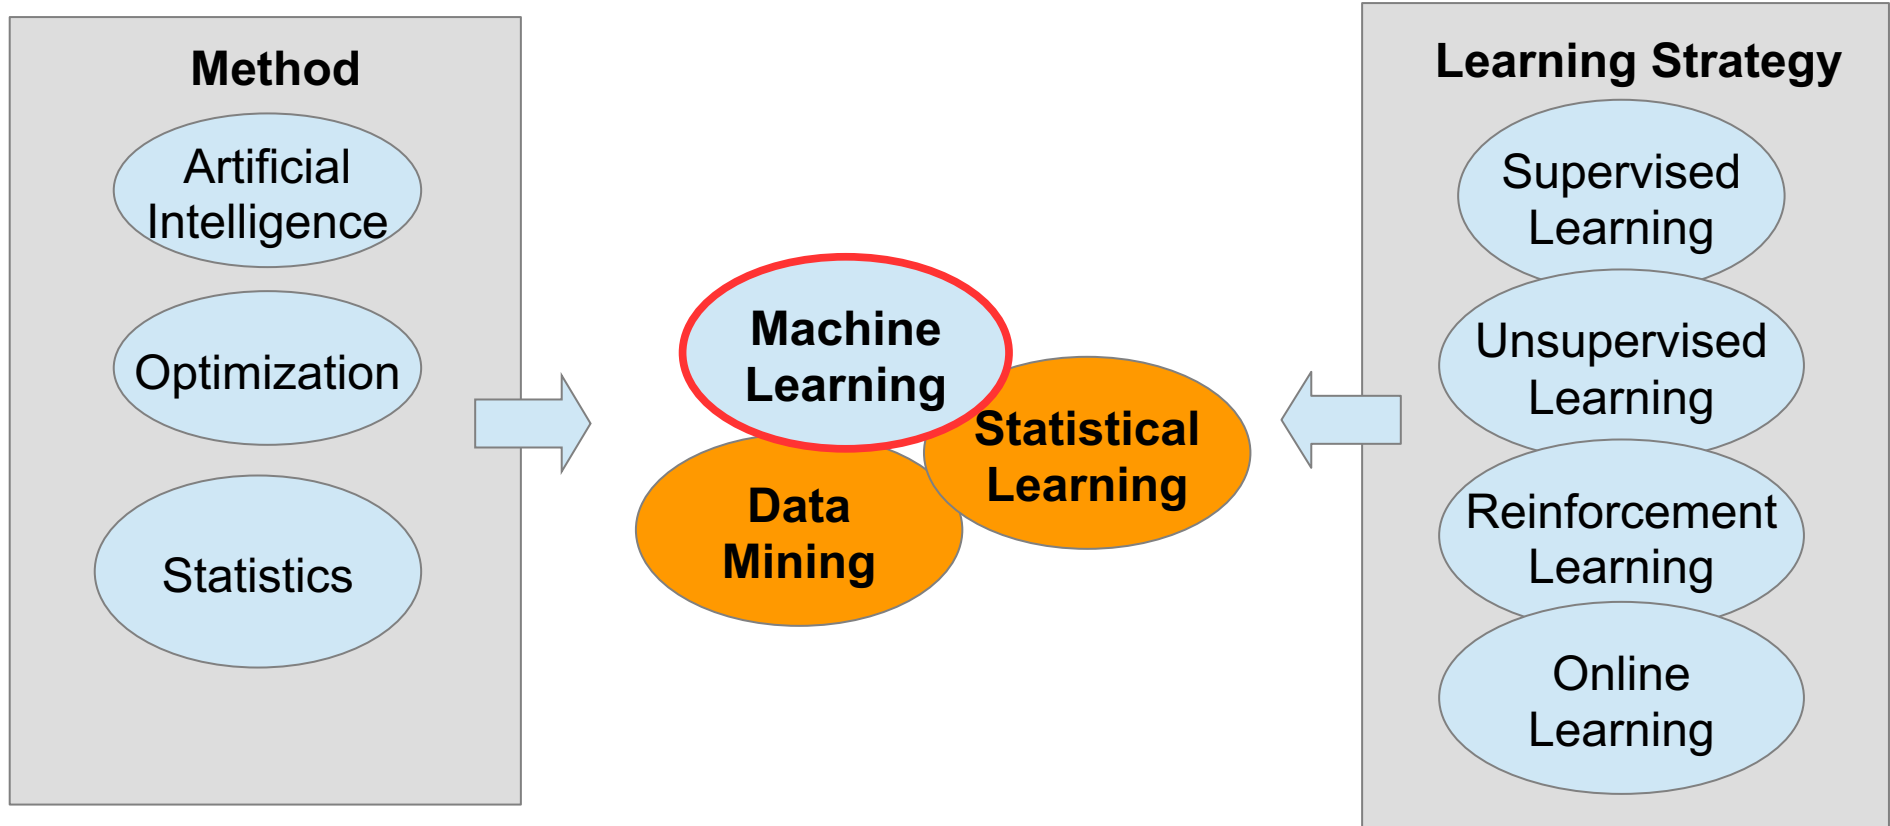 Method
Artificial
Intelligence
Optimization
Statistics
Machine
Learning
Statistical
Learning
Data
Mining
Learning Strategy
Supervised
Learning
Unsupervised
Learning
Reinforcement
Learning
Online
Learning